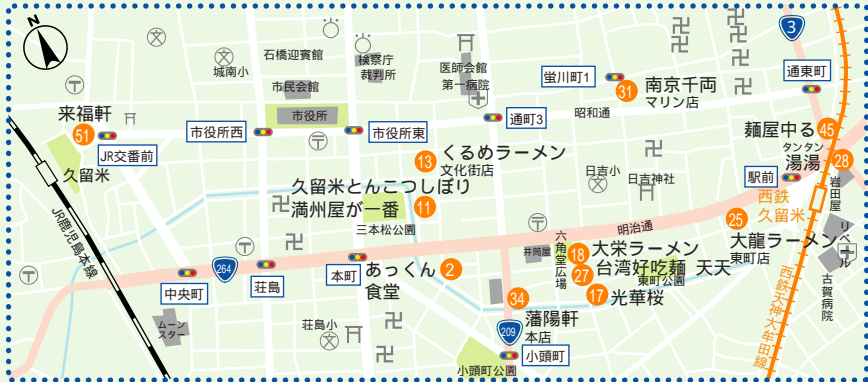 石橋迎賓館
城南小
市民会館
検察庁
裁判所
医師会館
第一病院
蛍川町1
31
南京千両
マリン店
3
通東町
来福軒
51
JR交番前
久留米
市役所西
市役所
市役所東
通町3
昭和通
麺屋中る
45
タンタン
湯湯
28
13
くるめラーメン
文化街店
日吉小
日吉神社
駅前
岩田屋
久留米とんこつしぼり
満州屋が一番
11
三本松公園
西鉄
久留米
リベール
JR鹿児島本線
明治通
25
大龍ラーメン
東町店
264
中央町
荘島
本町
あっくん
食堂
2
井筒屋
六角堂広場
18
大栄ラーメン
27
台湾好吃麺 天天
東町公園
17
光華桜
古賀病院
西鉄天神大牟田線
ムーン
スター
荘島小
34
藩陽軒
本店
209
小頭町
小頭町公園